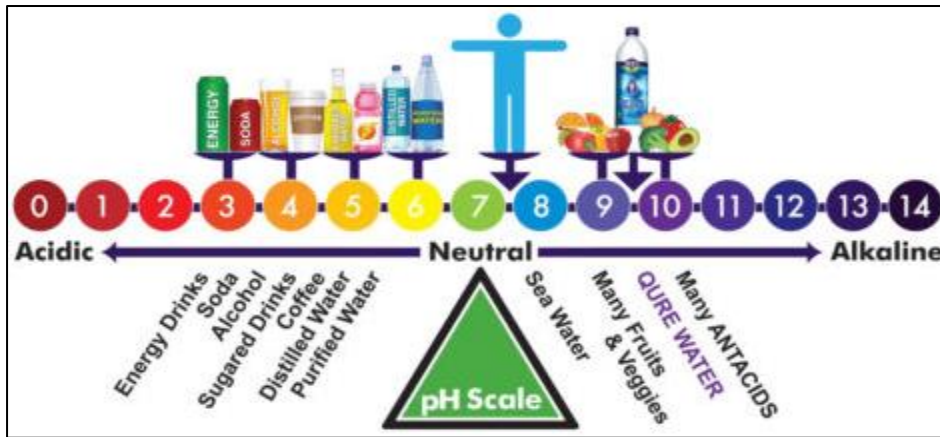 ENERGY
SODA
ALCOHOL
DISTILLED
WATER
0 1 2 3 4 5 6 7 8 9 10 11 12 13 14
Acidic
Neutral
Alkaline
Energy Drinks
Soda
Alcohol
Sugared Drinks
Coffee
Distilled Water
Purified Water
Sea Water
Many Fruits
& Veggies
QURE WATER
Many ANTACIDS
pH Scale